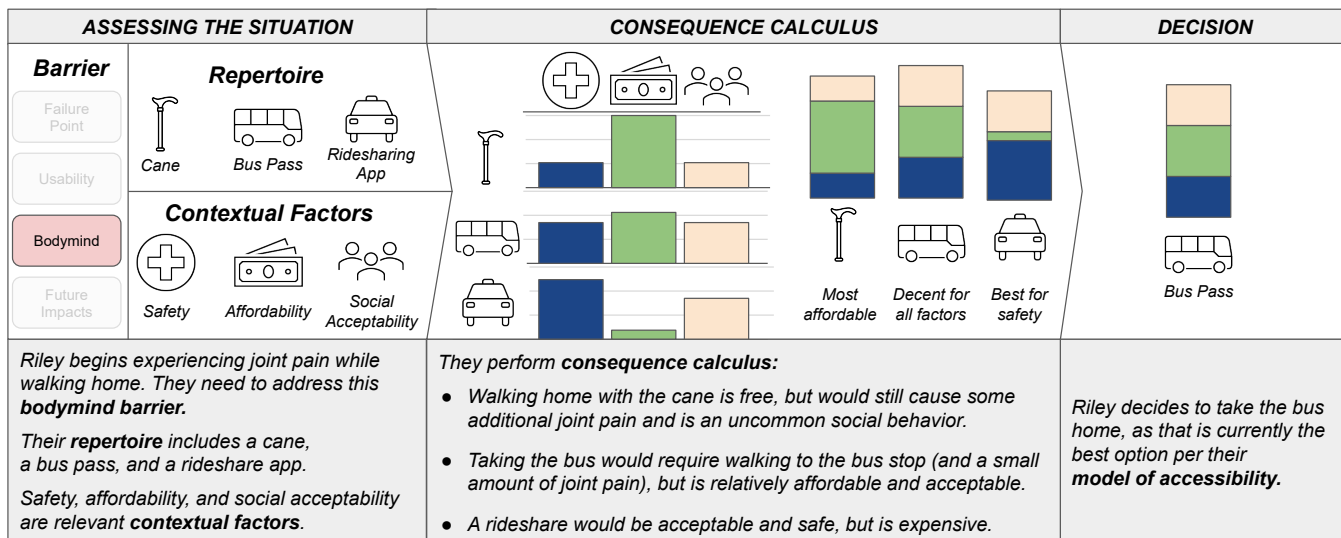 ASSESSING THE SITUATION
CONSEQUENCE CALCULUS
DECISION
Barrier
Failure
Point
Usability
Bodymind
Future
Impacts
Repertoire
Cane
Bus Pass
Ridesharing
App
Contextual Factors
Safety
Affordability
Social
Acceptability
Most
affordable
Decent for
all factors
Best for
safety
Bus Pass
Riley begins experiencing joint pain while
walking home. They need to address this
bodymind barrier.
Their repertoire includes a cane,
a bus pass, and a rideshare app.
Safety, affordability, and social acceptability
are relevant contextual factors.
They perform consequence calculus:
● Walking home with the cane is free, but would still cause some
additional joint pain and is an uncommon social behavior.
● Taking the bus would require walking to the bus stop (and a small
amount of joint pain), but is relatively affordable and acceptable.
● A rideshare would be acceptable and safe, but is expensive.
Riley decides to take the bus
home, as that is currently the
best option per their
model of accessibility.